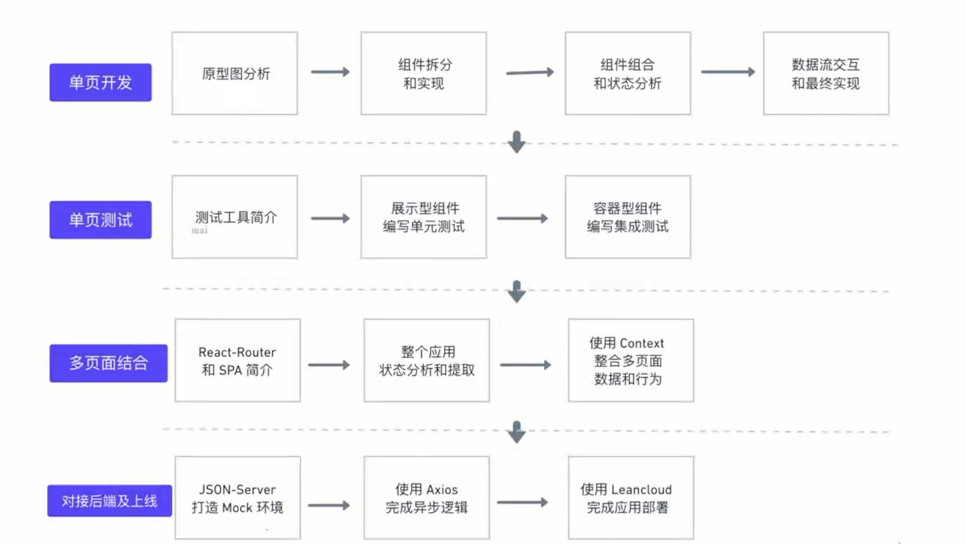 单页开发
原型图分析
组件拆分
和实现
组件组合
和状态分析
数据流交互
和最终实现
单页测试
测试工具简介
mai
展示型组件
编写单元测试
容器型组件
编写集成测试
多页面结合
React-Router
和 SPA 简介
整个应用
状态分析和提取
使用 Context
整合多页面
数据和行为
对接后端及上线
JSON-Server
打造 Mock 环境
使用 Axios
完成异步逻辑
使用 Leancloud
完成应用部署